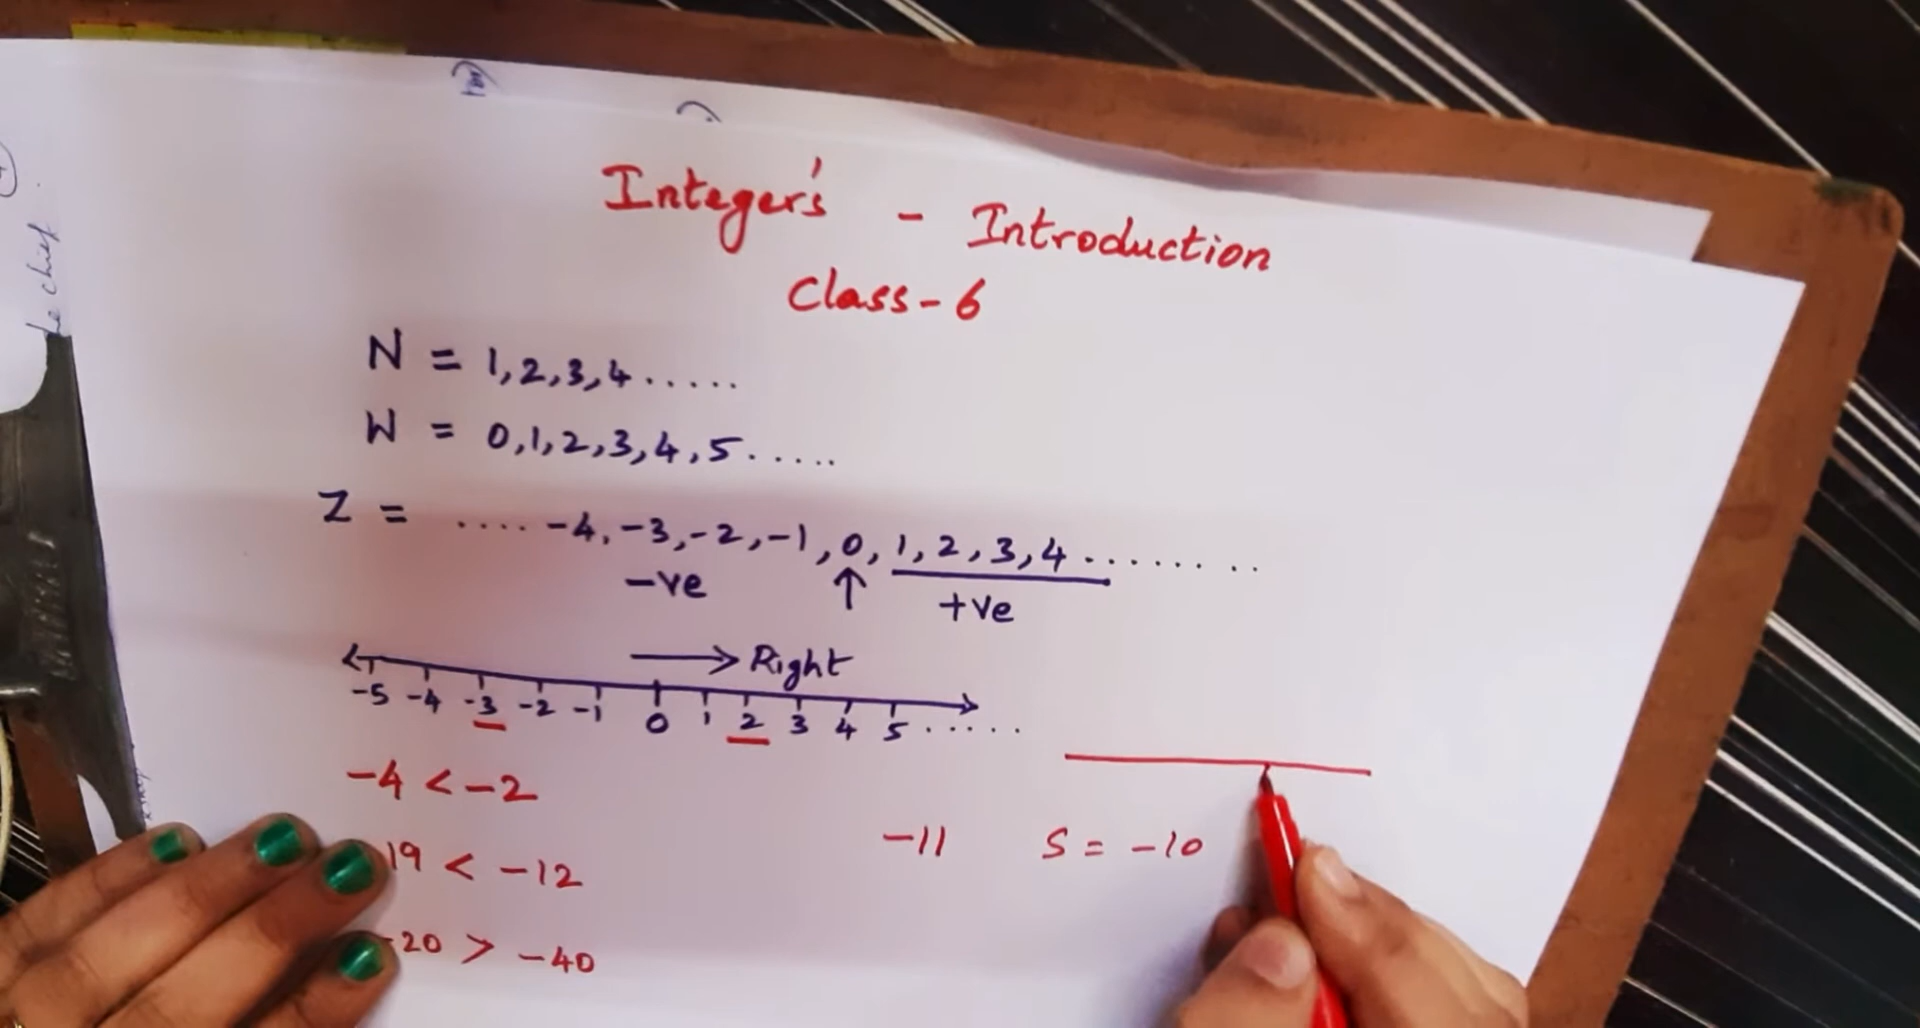 Integer's - Introduction
Class-6
N = 1,2,3,4.....
W = 0,1,2,3,4,5.....
Z = .... -4,-3,-2,-1,0,1,2,3,4........
-ve ↑ +ve
→ Right
-5 -4 -3 -2 -1 0 1 2 3 4 5.....
-4 < -2
19 < -12
-11 S = -10
-20 > -40
he chief